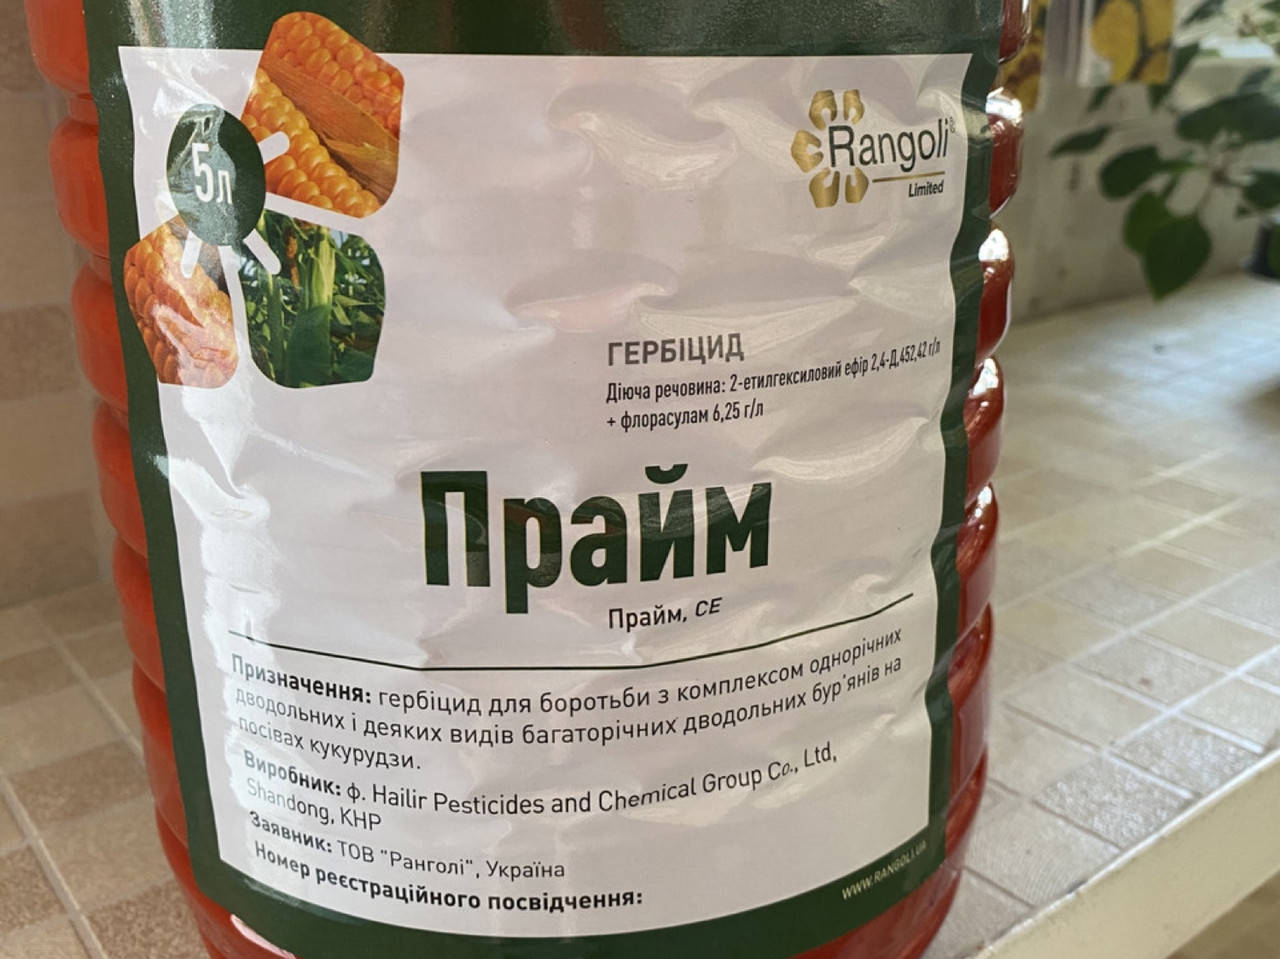 5л
Rangoli
Limited
ГЕРБІЦИД
Діюча речовина: 2-етилгексиловий ефір 2,4-Д,452,42 г/л
+ флорасулам 6,25 г/л
Прайм
Прайм, СЕ
Призначення: гербіцид для боротьби з комплексом однорічних
дводольних і деяких видів багаторічних дводольних бур'янів на
посівах кукурудзи.
Виробник: ф. Hailir Pesticides and Chemical Group Co., Ltd,
Shandong, КНР
Заявник: ТОВ "Ранголі", Україна
Номер реєстраційного посвідчення:
WWW.RANGOLI.UA